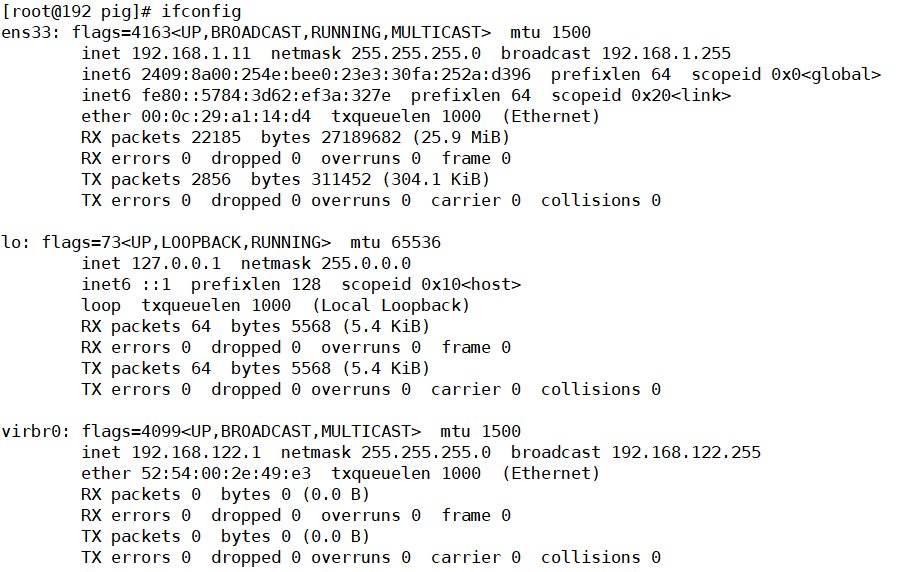 [root@192 pig]# ifconfig
ens33: flags=4163<UP,BROADCAST,RUNNING,MULTICAST>  mtu 1500
        inet 192.168.1.11  netmask 255.255.255.0  broadcast 192.168.1.255
        inet6 2409:8a00:254e:bee0:23e3:30fa:252a:d396  prefixlen 64  scopeid 0x0<global>
        inet6 fe80::5784:3d62:ef3a:327e  prefixlen 64  scopeid 0x20<link>
        ether 00:0c:29:a1:14:d4  txqueuelen 1000  (Ethernet)
        RX packets 22185  bytes 27189682 (25.9 MiB)
        RX errors 0  dropped 0  overruns 0  frame 0
        TX packets 2856  bytes 311452 (304.1 KiB)
        TX errors 0  dropped 0 overruns 0  carrier 0  collisions 0

lo: flags=73<UP,LOOPBACK,RUNNING>  mtu 65536
        inet 127.0.0.1  netmask 255.0.0.0
        inet6 ::1  prefixlen 128  scopeid 0x10<host>
        loop  txqueuelen 1000  (Local Loopback)
        RX packets 64  bytes 5568 (5.4 KiB)
        RX errors 0  dropped 0  overruns 0  frame 0
        TX packets 64  bytes 5568 (5.4 KiB)
        TX errors 0  dropped 0 overruns 0  carrier 0  collisions 0

virbr0: flags=4099<UP,BROADCAST,MULTICAST>  mtu 1500
        inet 192.168.122.1  netmask 255.255.255.0  broadcast 192.168.122.255
        ether 52:54:00:2e:49:e3  txqueuelen 1000  (Ethernet)
        RX packets 0  bytes 0 (0.0 B)
        RX errors 0  dropped 0  overruns 0  frame 0
        TX packets 0  bytes 0 (0.0 B)
        TX errors 0  dropped 0 overruns 0  carrier 0  collisions 0